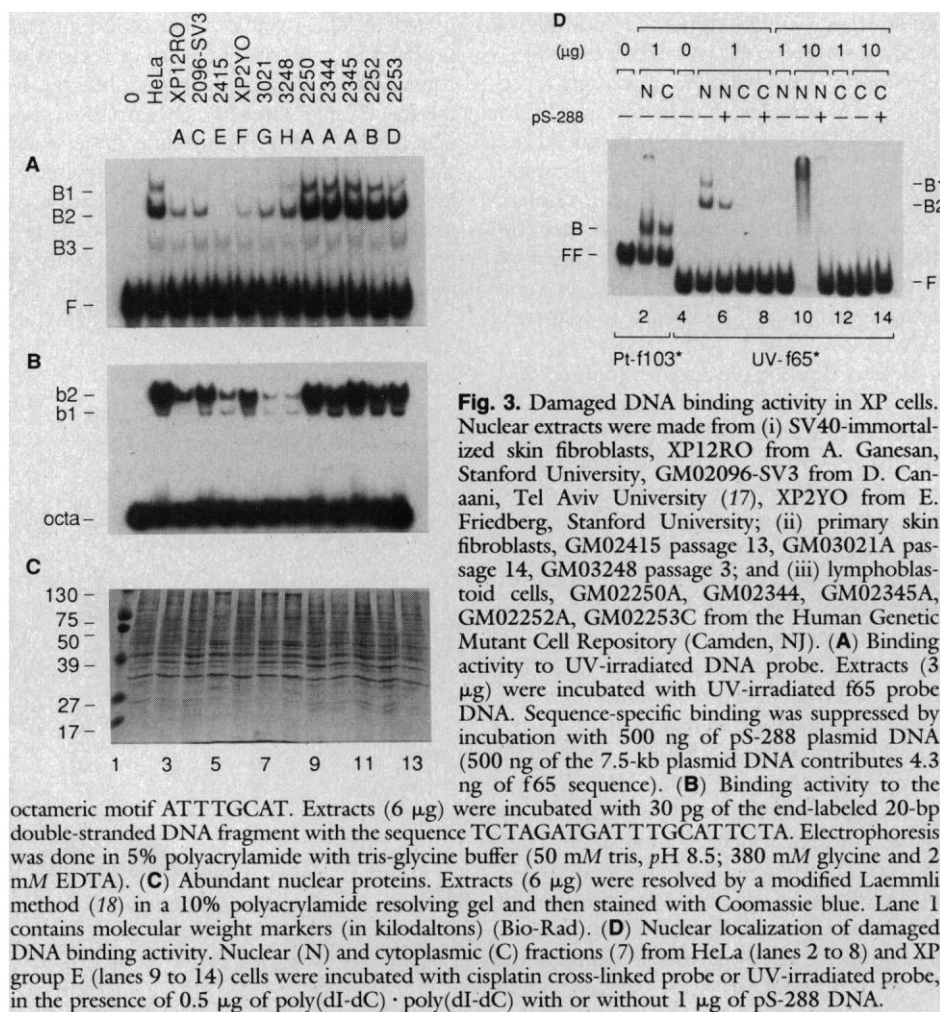 0
HeLa
XP12RO
2096-SV3
2415
XP2YO
3021
3248
2250
2344
2345
2252
2253
A C E F G H A A A B D
A
B1
B2
B3
F
B
b2
b1
octa
C
130
75
50
39
27
17
1 3 5 7 9 11 13
D
(μg) 0 1 0 1 1 10 1 10
N C N N C C N N N C C C
pS-288 – – – – – + – + – – + – – +
B1
B2
B
FF
F
2 4 6 8 10 12 14
Pt-f103* UV-f65*
Fig. 3. Damaged DNA binding activity in XP cells.
Nuclear extracts were made from (i) SV40-immortal-
ized skin fibroblasts, XP12RO from A. Ganesan,
Stanford University, GM02096-SV3 from D. Can-
aani, Tel Aviv University (17), XP2YO from E.
Friedberg, Stanford University; (ii) primary skin
fibroblasts, GM02415 passage 13, GM03021A pas-
sage 14, GM03248 passage 3; and (iii) lymphoblas-
toid cells, GM02250A, GM02344, GM02345A,
GM02252A, GM02253C from the Human Genetic
Mutant Cell Repository (Camden, NJ). (A) Binding
activity to UV-irradiated DNA probe. Extracts (3
μg) were incubated with UV-irradiated f65 probe
DNA. Sequence-specific binding was suppressed by
incubation with 500 ng of pS-288 plasmid DNA
(500 ng of the 7.5-kb plasmid DNA contributes 4.3
ng of f65 sequence). (B) Binding activity to the
octameric motif ATTTGCAT. Extracts (6 μg) were incubated with 30 pg of the end-labeled 20-bp
double-stranded DNA fragment with the sequence TCTAGATGATTTGCATTCTA. Electrophoresis
was done in 5% polyacrylamide with tris-glycine buffer (50 mM tris, pH 8.5; 380 mM glycine and 2
mM EDTA). (C) Abundant nuclear proteins. Extracts (6 μg) were resolved by a modified Laemmli
method (18) in a 10% polyacrylamide resolving gel and then stained with Coomassie blue. Lane 1
contains molecular weight markers (in kilodaltons) (Bio-Rad). (D) Nuclear localization of damaged
DNA binding activity. Nuclear (N) and cytoplasmic (C) fractions (7) from HeLa (lanes 2 to 8) and XP
group E (lanes 9 to 14) cells were incubated with cisplatin cross-linked probe or UV-irradiated probe,
in the presence of 0.5 μg of poly(dI-dC) · poly(dI-dC) with or without 1 μg of pS-288 DNA.